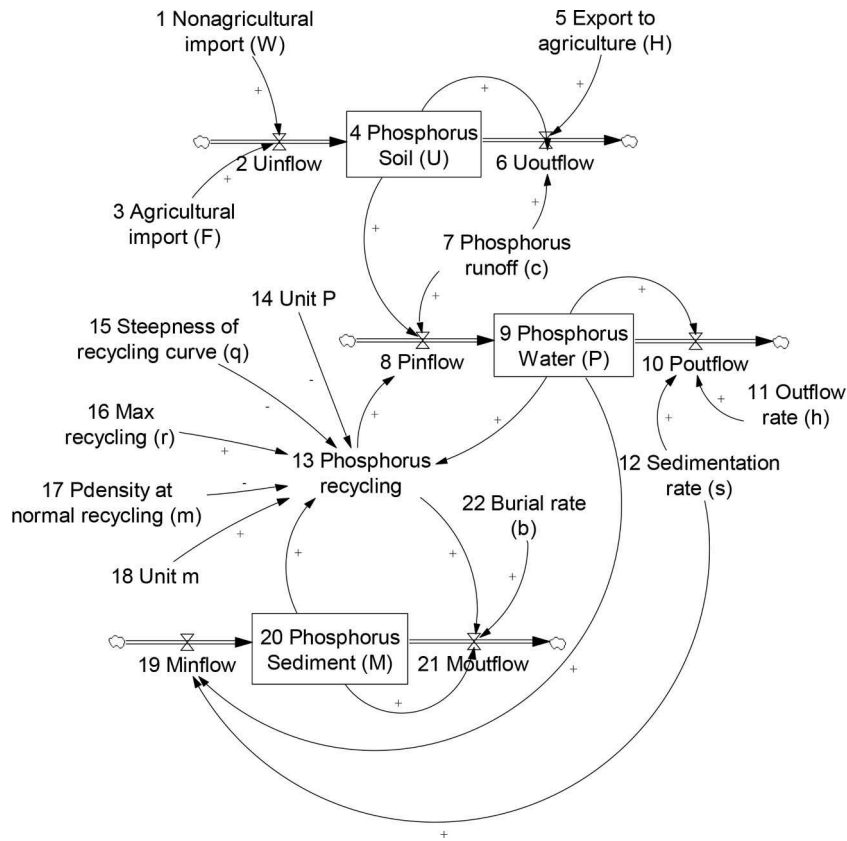 1 Nonagricultural
import (W)
5 Export to
agriculture (H)
+
+
+
4 Phosphorus
Soil (U)
2 Uinflow
6 Uoutflow
+
+
3 Agricultural
import (F)
+
7 Phosphorus
runoff (c)
14 Unit P
+
+
15 Steepness of
recycling curve (q)
+
9 Phosphorus
Water (P)
8 Pinflow
10 Poutflow
-
11 Outflow
rate (h)
-
16 Max
recycling (r)
+
+
+
+
+
13 Phosphorus
recycling
12 Sedimentation
rate (s)
17 Pdensity at
normal recycling (m)
-
22 Burial rate
(b)
+
18 Unit m
+
+
+
20 Phosphorus
Sediment (M)
19 Minflow
21 Moutflow
+
+
+